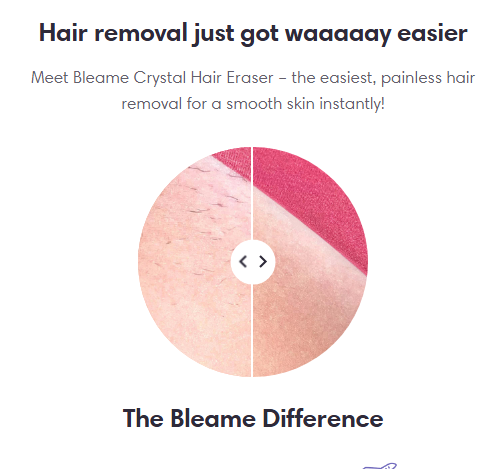 Hair removal just got waaaaay easier
Meet Bleame Crystal Hair Eraser – the easiest, painless hair
removal for a smooth skin instantly!
The Bleame Difference